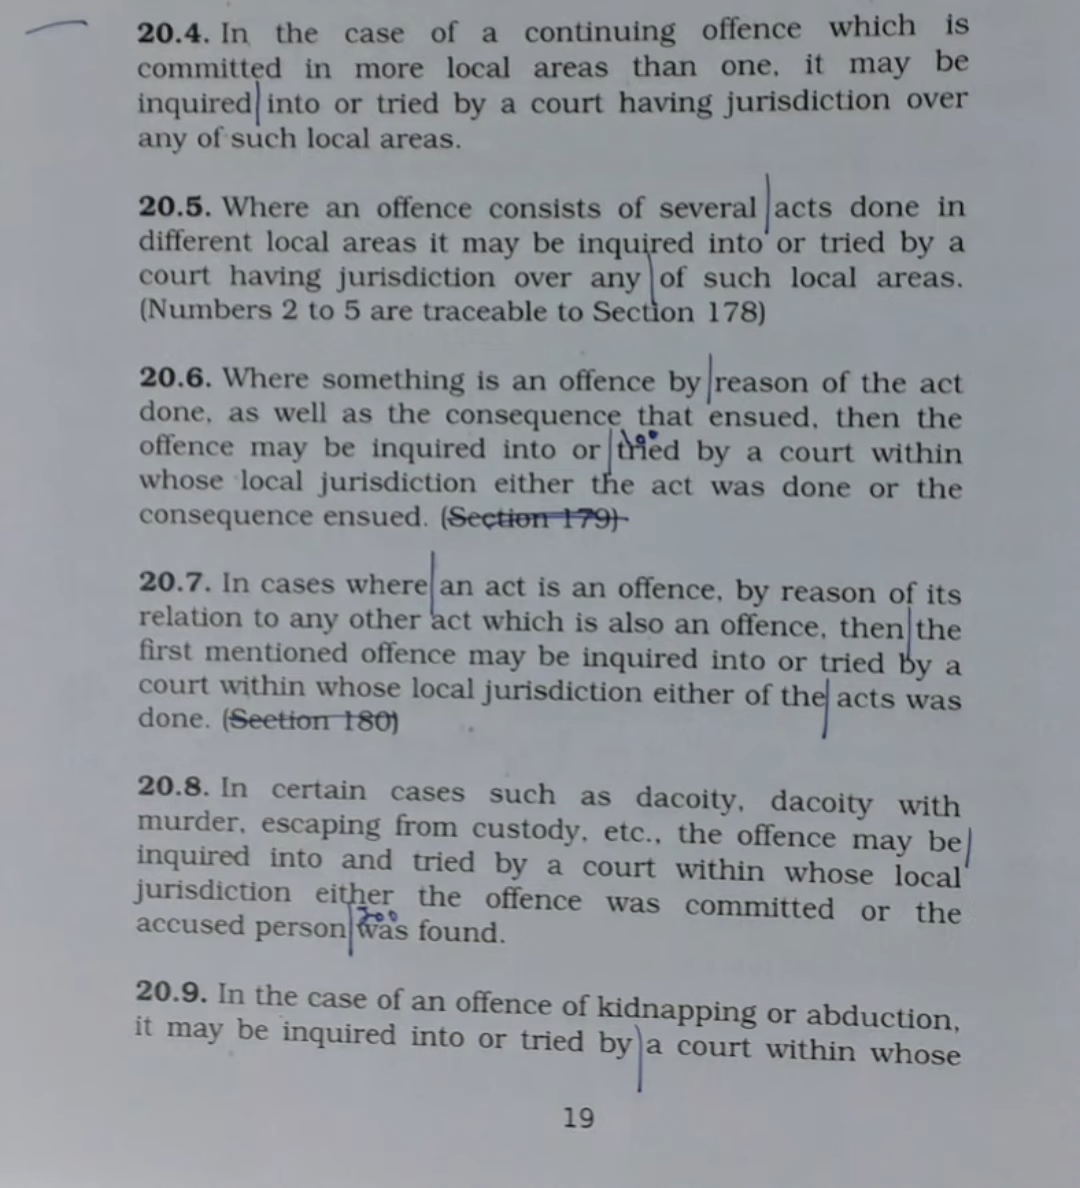 20.4. In the case of a continuing offence which is
committed in more local areas than one, it may be
inquired into or tried by a court having jurisdiction over
any of such local areas.
20.5. Where an offence consists of several acts done in
different local areas it may be inquired into or tried by a
court having jurisdiction over any of such local areas.
(Numbers 2 to 5 are traceable to Section 178)
20.6. Where something is an offence by reason of the act
done, as well as the consequence that ensued, then the
offence may be inquired into or tried by a court within
whose local jurisdiction either the act was done or the
consequence ensued. (Section 179)
20.7. In cases where an act is an offence, by reason of its
relation to any other act which is also an offence, then the
first mentioned offence may be inquired into or tried by a
court within whose local jurisdiction either of the acts was
done. (Section 180)
20.8. In certain cases such as dacoity, dacoity with
murder, escaping from custody, etc., the offence may be
inquired into and tried by a court within whose local
jurisdiction either the offence was committed or the
accused person was found.
20.9. In the case of an offence of kidnapping or abduction,
it may be inquired into or tried by a court within whose
19